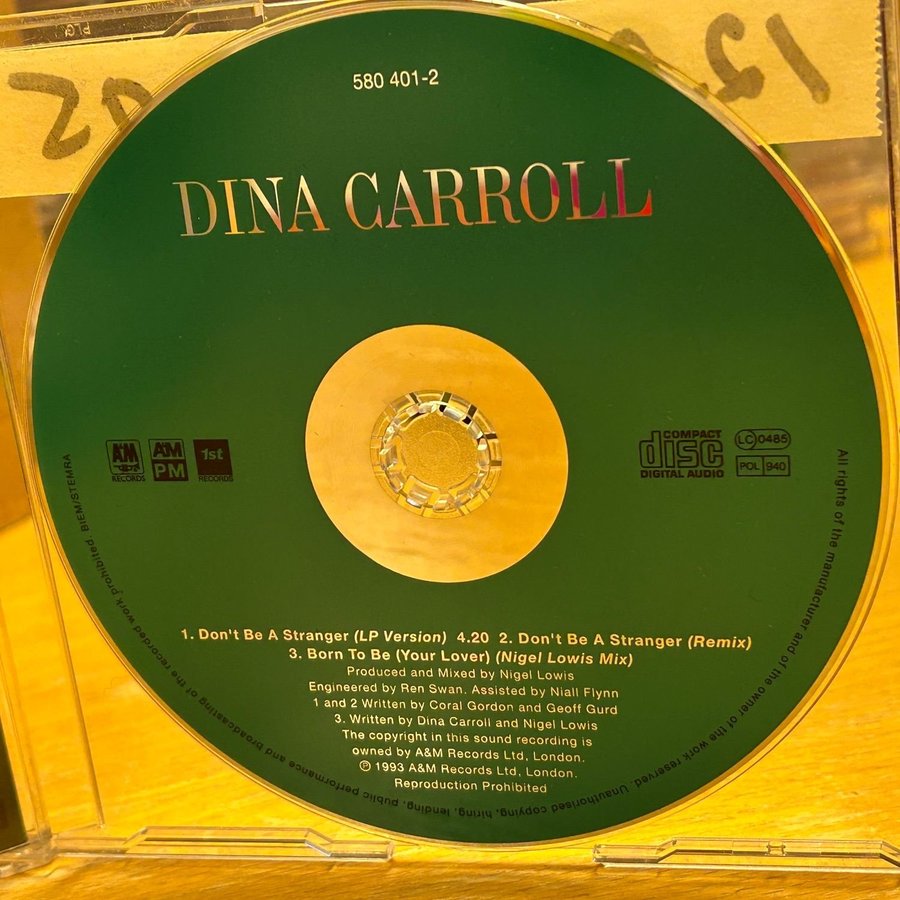 580 401-2
DINA CARROLL
A&M
RECORDS
AM
PM
1st
RECORDS
COMPACT
disc
DIGITAL AUDIO
LC 0485
POL 940
1. Don't Be A Stranger (LP Version) 4.20 2. Don't Be A Stranger (Remix)
3. Born To Be (Your Lover) (Nigel Lowis Mix)
Produced and Mixed by Nigel Lowis
Engineered by Ren Swan. Assisted by Niall Flynn
1 and 2 Written by Coral Gordon and Geoff Gurd
3. Written by Dina Carroll and Nigel Lowis
The copyright in this sound recording is
owned by A&M Records Ltd, London.
℗ 1993 A&M Records Ltd, London.
Reproduction Prohibited
All rights of the manufacturer and of the owner of the work reserved. Unauthorised copying, hiring, lending, public performance and broadcasting of the recorded work prohibited. BIEM/STEMRA